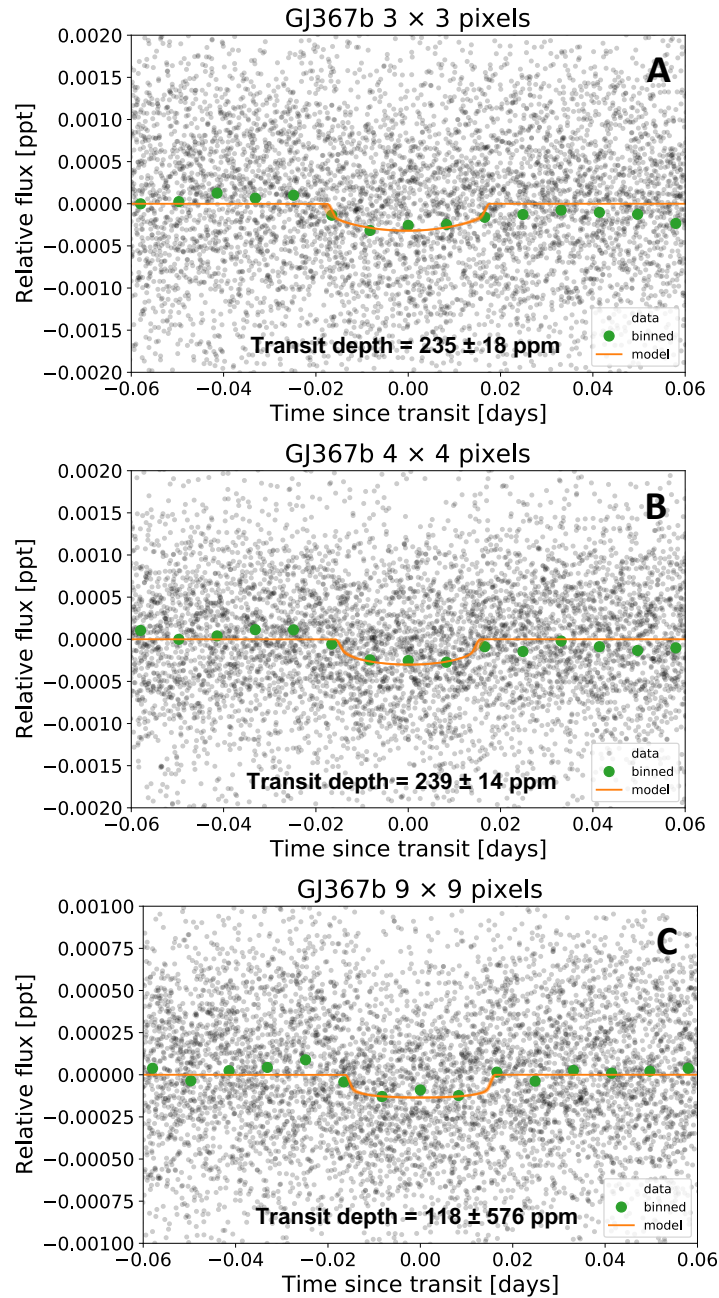 GJ367b 3 × 3 pixels
A
Relative flux [ppt]
0.0020
0.0015
0.0010
0.0005
0.0000
−0.0005
−0.0010
−0.0015
−0.0020
data
binned
model
Transit depth = 235 ± 18 ppm
−0.06 −0.04 −0.02 0.00 0.02 0.04 0.06
Time since transit [days]
GJ367b 4 × 4 pixels
B
Relative flux [ppt]
0.0020
0.0015
0.0010
0.0005
0.0000
−0.0005
−0.0010
−0.0015
−0.0020
data
binned
model
Transit depth = 239 ± 14 ppm
−0.06 −0.04 −0.02 0.00 0.02 0.04 0.06
Time since transit [days]
GJ367b 9 × 9 pixels
C
Relative flux [ppt]
0.00100
0.00075
0.00050
0.00025
0.00000
−0.00025
−0.00050
−0.00075
−0.00100
data
binned
model
Transit depth = 118 ± 576 ppm
−0.06 −0.04 −0.02 0.00 0.02 0.04 0.06
Time since transit [days]